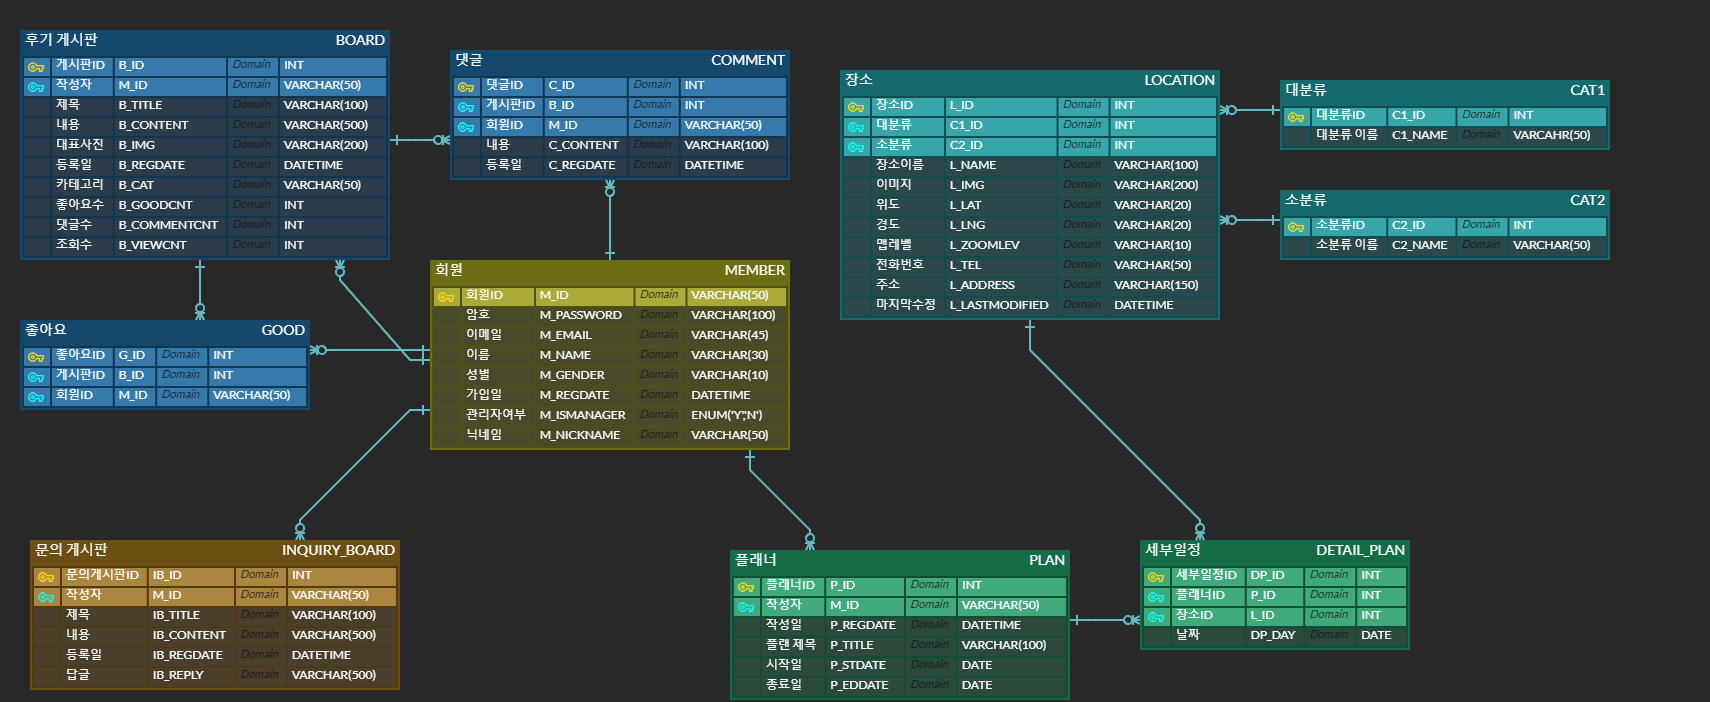 후기 게시판 BOARD
게시판ID B_ID Domain INT
작성자 M_ID Domain VARCHAR(50)
제목 B_TITLE Domain VARCHAR(100)
내용 B_CONTENT Domain VARCHAR(500)
대표사진 B_IMG Domain VARCHAR(200)
등록일 B_REGDATE Domain DATETIME
카테고리 B_CAT Domain VARCHAR(50)
좋아요수 B_GOODCNT Domain INT
댓글수 B_COMMENTCNT Domain INT
조회수 B_VIEWCNT Domain INT
댓글 COMMENT
댓글ID C_ID Domain INT
게시판ID B_ID Domain INT
회원ID M_ID Domain VARCHAR(50)
내용 C_CONTENT Domain VARCHAR(100)
등록일 C_REGDATE Domain DATETIME
장소 LOCATION
장소ID L_ID Domain INT
대분류 C1_ID Domain INT
소분류 C2_ID Domain INT
장소이름 L_NAME Domain VARCHAR(100)
이미지 L_IMG Domain VARCHAR(200)
위도 L_LAT Domain VARCHAR(20)
경도 L_LNG Domain VARCHAR(20)
맵레벨 L_ZOOMLEV Domain VARCHAR(10)
전화번호 L_TEL Domain VARCHAR(50)
주소 L_ADDRESS Domain VARCHAR(150)
마지막수정 L_LASTMODIFIED Domain DATETIME
대분류 CAT1
대분류ID C1_ID Domain INT
대분류 이름 C1_NAME Domain VARCAHR(50)
소분류 CAT2
소분류ID C2_ID Domain INT
소분류 이름 C2_NAME Domain VARCHAR(50)
좋아요 GOOD
좋아요ID G_ID Domain INT
게시판ID B_ID Domain INT
회원ID M_ID Domain VARCHAR(50)
회원 MEMBER
회원ID M_ID Domain VARCHAR(50)
암호 M_PASSWORD Domain VARCHAR(100)
이메일 M_EMAIL Domain VARCHAR(45)
이름 M_NAME Domain VARCHAR(30)
성별 M_GENDER Domain VARCHAR(10)
가입일 M_REGDATE Domain DATETIME
관리자여부 M_ISMANAGER Domain ENUM('Y','N')
닉네임 M_NICKNAME Domain VARCHAR(50)
문의 게시판 INQUIRY_BOARD
문의게시판ID IB_ID Domain INT
작성자 M_ID Domain VARCHAR(50)
제목 IB_TITLE Domain VARCHAR(100)
내용 IB_CONTENT Domain VARCHAR(500)
등록일 IB_REGDATE Domain DATETIME
답글 IB_REPLY Domain VARCHAR(500)
플래너 PLAN
플래너ID P_ID Domain INT
작성자 M_ID Domain VARCHAR(50)
작성일 P_REGDATE Domain DATETIME
플랜 제목 P_TITLE Domain VARCHAR(100)
시작일 P_STDATE Domain DATE
종료일 P_EDDATE Domain DATE
세부일정 DETAIL_PLAN
세부일정ID DP_ID Domain INT
플래너ID P_ID Domain INT
장소ID L_ID Domain INT
날짜 DP_DAY Domain DATE